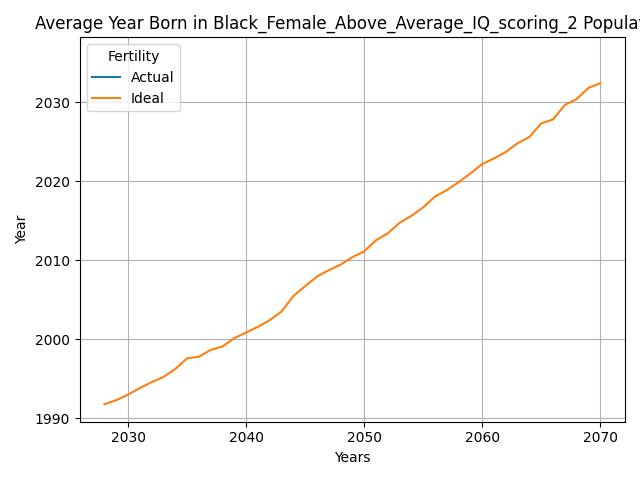 Average Year Born in Black_Female_Above_Average_IQ_scoring_2 Populat
Fertility
Actual
Ideal
2030
2020
2010
2000
1990
Year
2030 2040 2050 2060 2070
Years